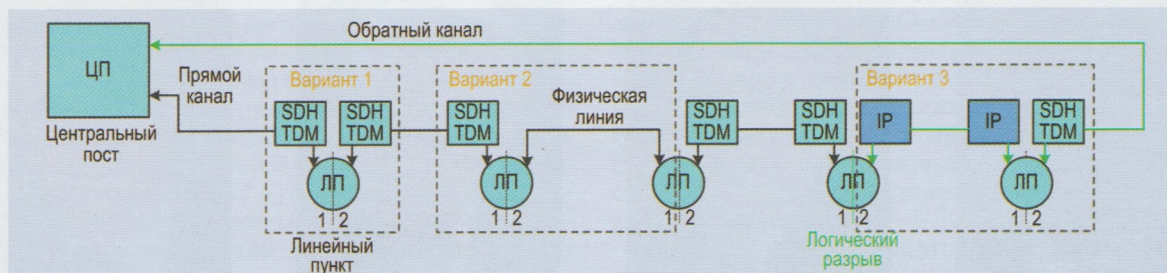 Обратный канал
ЦП
Прямой
канал
Центральный
пост
Вариант 1
SDH
TDM
SDH
TDM
ЛП
1 2
Линейный
пункт
Вариант 2
SDH
TDM
Физическая
линия
ЛП
1 2
ЛП
1 2
SDH
TDM
SDH
TDM
Вариант 3
IP
IP
SDH
TDM
ЛП
1 2
ЛП
1 2
Логический
разрыв